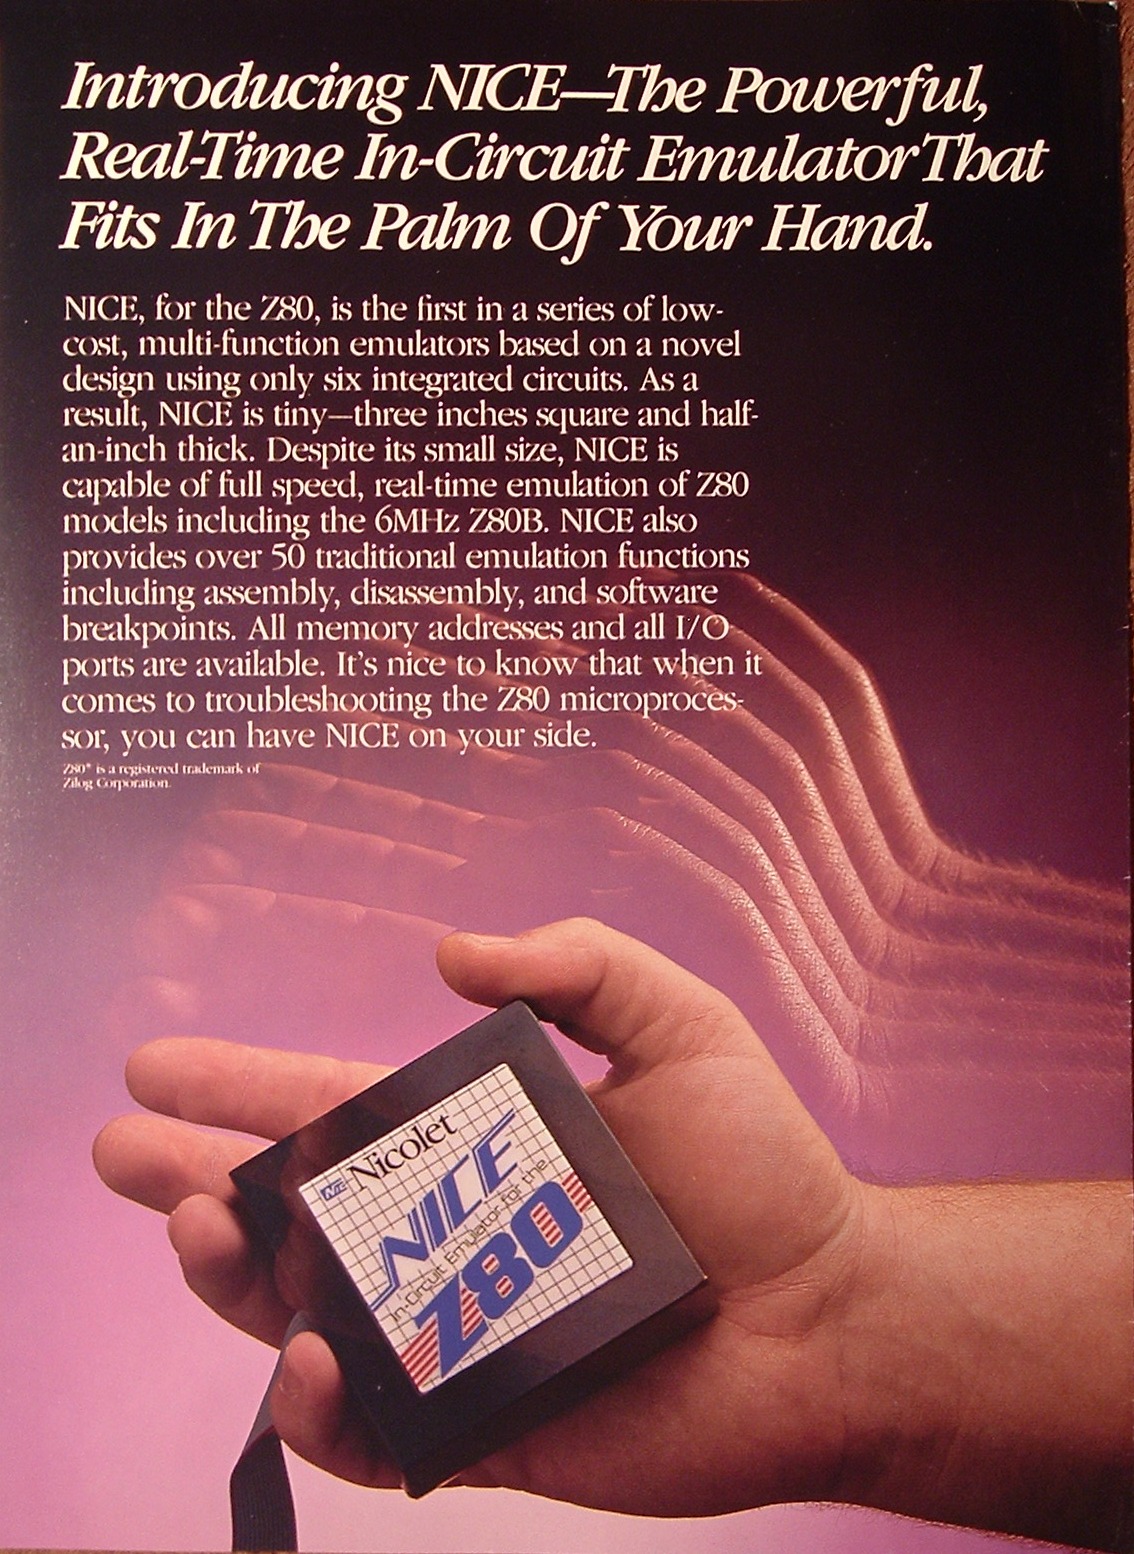 Introducing NICE—The Powerful,
Real-Time In-Circuit Emulator That
Fits In The Palm Of Your Hand.
NICE, for the Z80, is the first in a series of low-
cost, multi-function emulators based on a novel
design using only six integrated circuits. As a
result, NICE is tiny—three inches square and half-
an-inch thick. Despite its small size, NICE is
capable of full speed, real-time emulation of Z80
models including the 6MHz Z80B. NICE also
provides over 50 traditional emulation functions
including assembly, disassembly, and software
breakpoints. All memory addresses and all I/O
ports are available. It's nice to know that when it
comes to troubleshooting the Z80 microproces-
sor, you can have NICE on your side.
Z80® is a registered trademark of
Zilog Corporation.
NIC Nicolet
NICE
In-Circuit Emulator for the
Z80